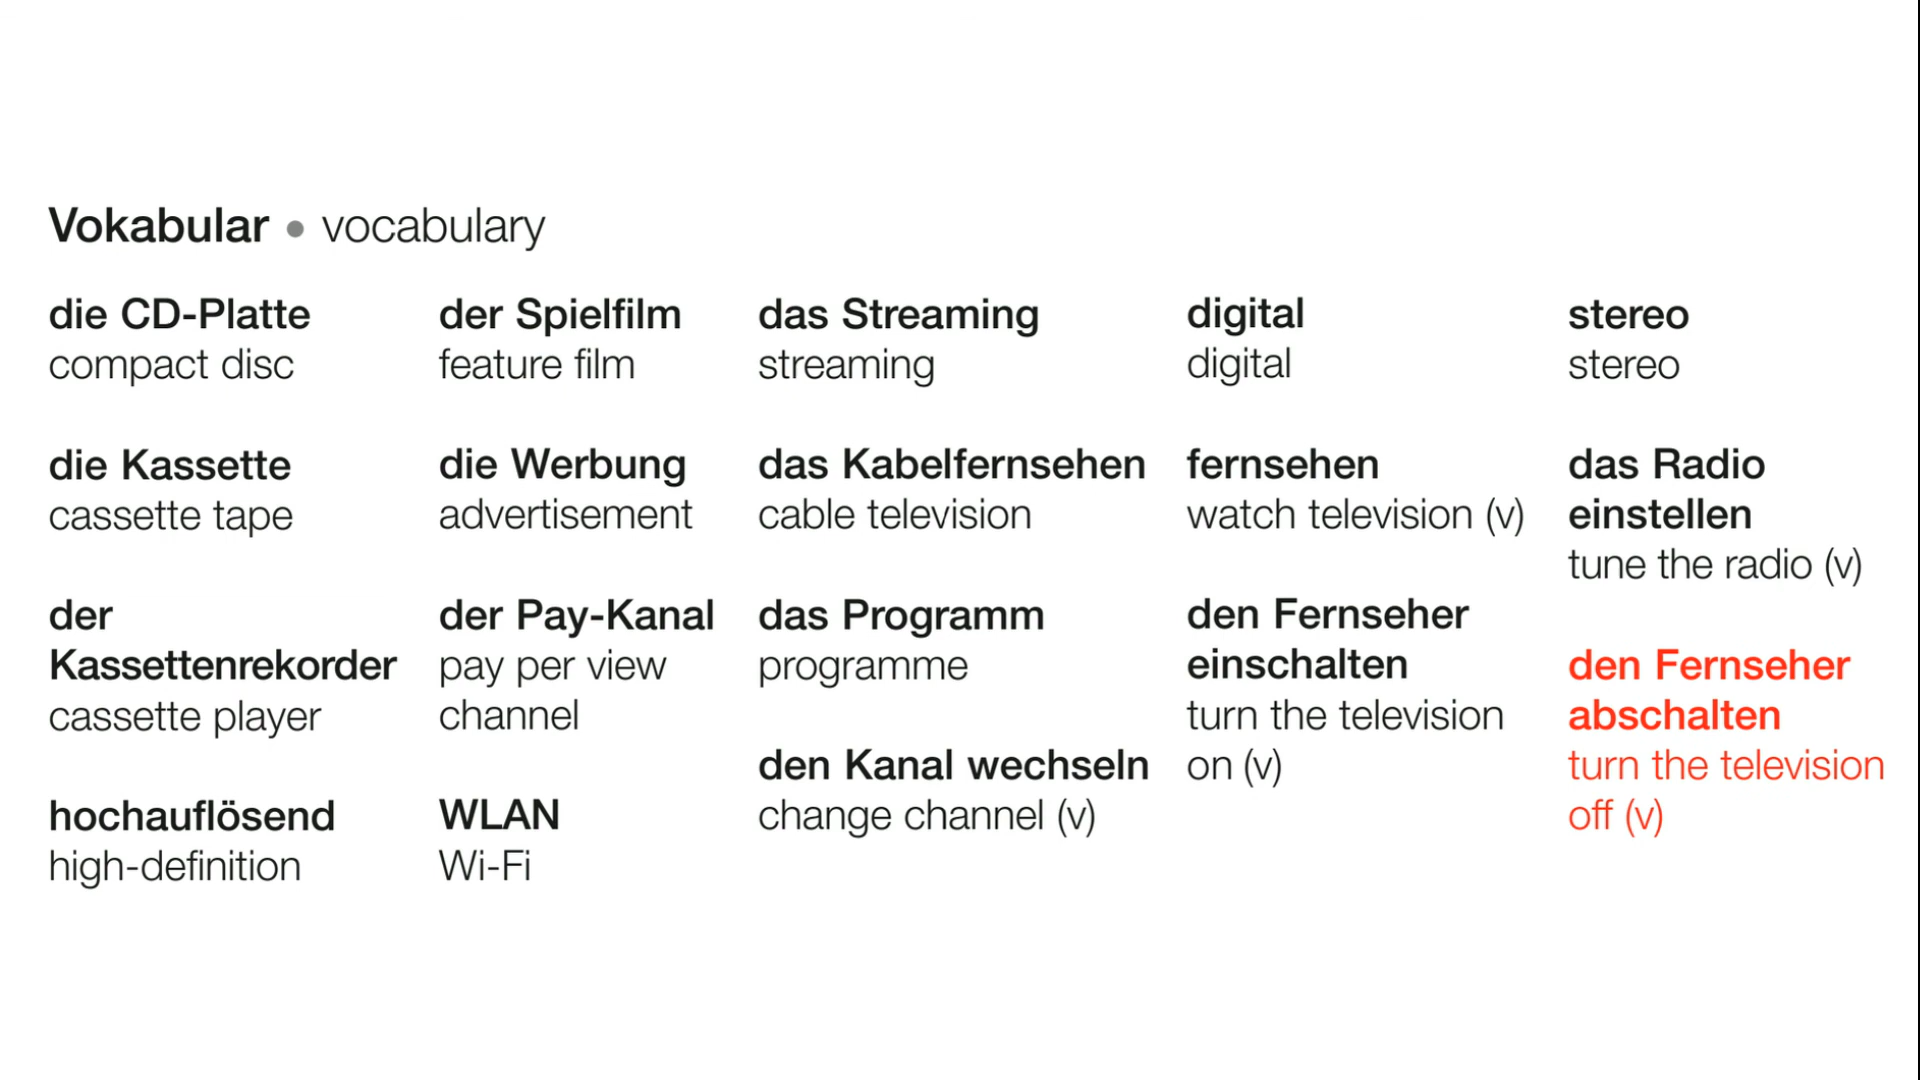 Vokabular • vocabulary
die CD-Platte
compact disc
die Kassette
cassette tape
der
Kassettenrekorder
cassette player
hochauflösend
high-definition
der Spielfilm
feature film
die Werbung
advertisement
der Pay-Kanal
pay per view
channel
WLAN
Wi-Fi
das Streaming
streaming
das Kabelfernsehen
cable television
das Programm
programme
den Kanal wechseln
change channel (v)
digital
digital
fernsehen
watch television (v)
den Fernseher
einschalten
turn the television
on (v)
stereo
stereo
das Radio
einstellen
tune the radio (v)
den Fernseher
abschalten
turn the television
off (v)